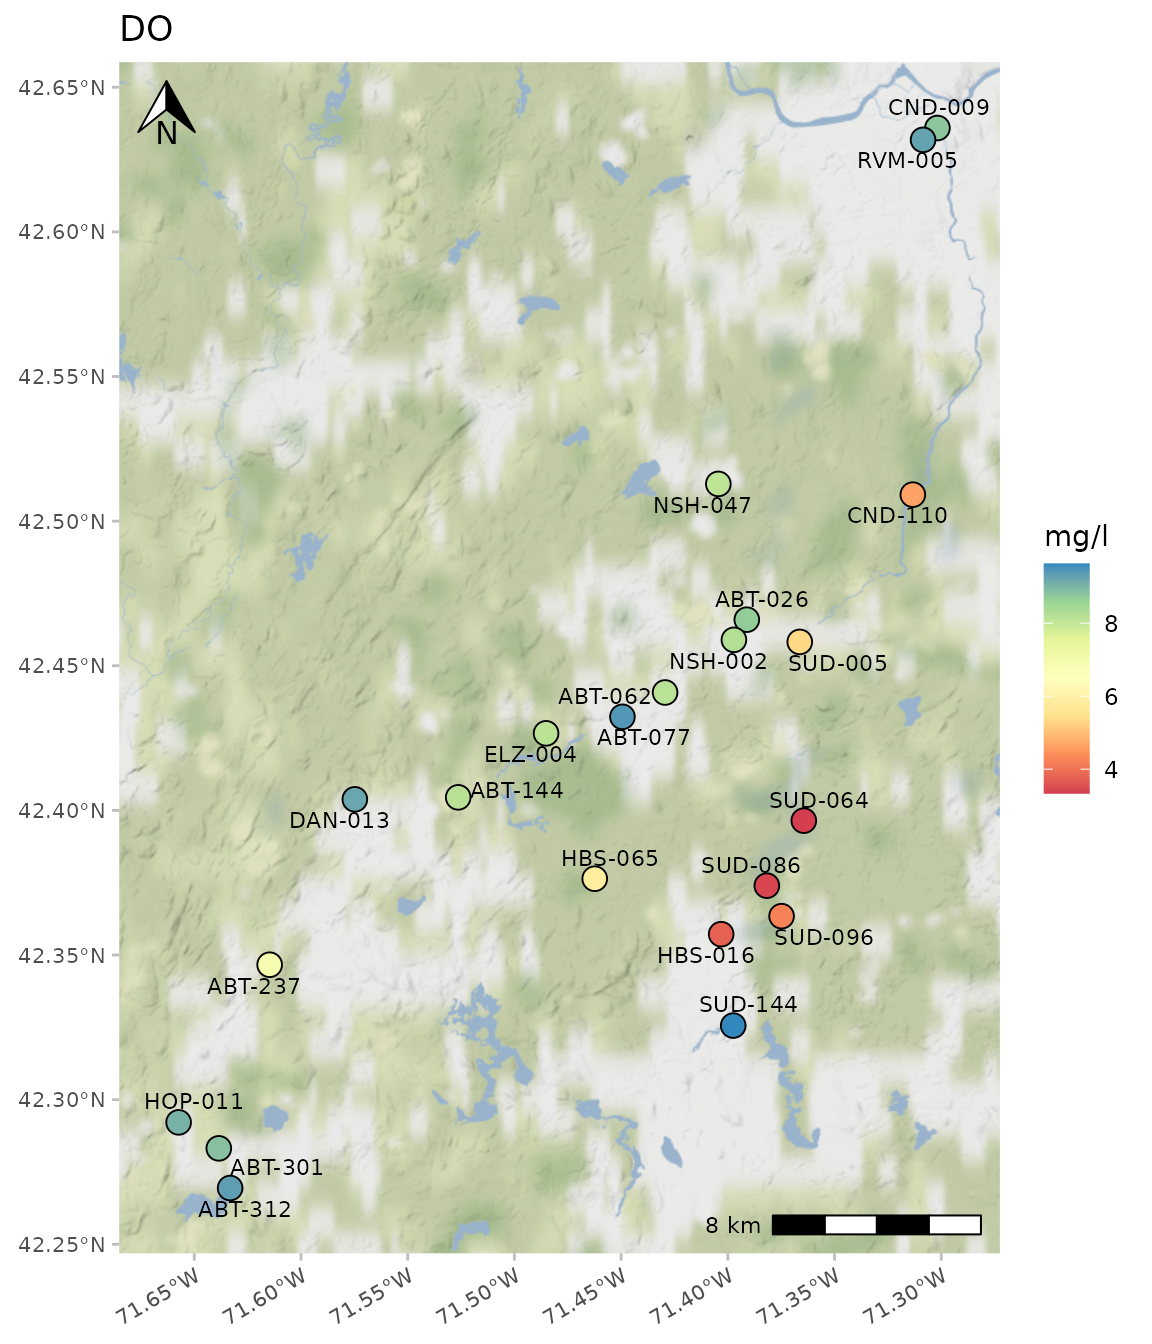 DO
42.65°N
N
CND-009
RVM-005
42.60°N
42.55°N
NSH-047
CND-110
42.50°N
mg/l
8
6
4
ABT-026
NSH-002
SUD-005
42.45°N
ABT-062
ABT-077
ELZ-004
ABT-144
SUD-064
42.40°N
DAN-013
HBS-065
SUD-086
SUD-096
HBS-016
42.35°N
ABT-237
SUD-144
42.30°N
HOP-011
ABT-301
ABT-312
8 km
42.25°N
71.65°W
71.60°W
71.55°W
71.50°W
71.45°W
71.40°W
71.35°W
71.30°W